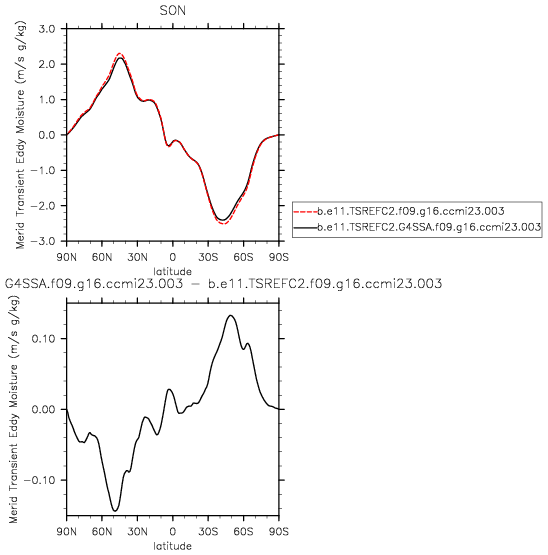 SON
Merid Transient Eddy Moisture (m/s g/kg)
3.0
2.0
1.0
0.0
−1.0
−2.0
−3.0
90N 60N 30N 0 30S 60S 90S
latitude
b.e11.TSREFC2.f09.g16.ccmi23.003
b.e11.TSREFC2.G4SSA.f09.g16.ccmi23.003
G4SSA.f09.g16.ccmi23.003 − b.e11.TSREFC2.f09.g16.ccmi23.003
Merid Transient Eddy Moisture (m/s g/kg)
0.10
0.00
−0.10
90N 60N 30N 0 30S 60S 90S
latitude